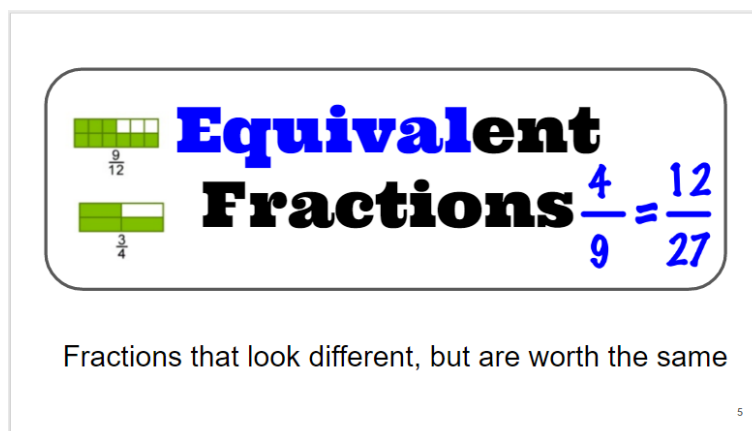 Equivalent
Fractions
9/12
3/4
4/9 = 12/27
Fractions that look different, but are worth the same
5